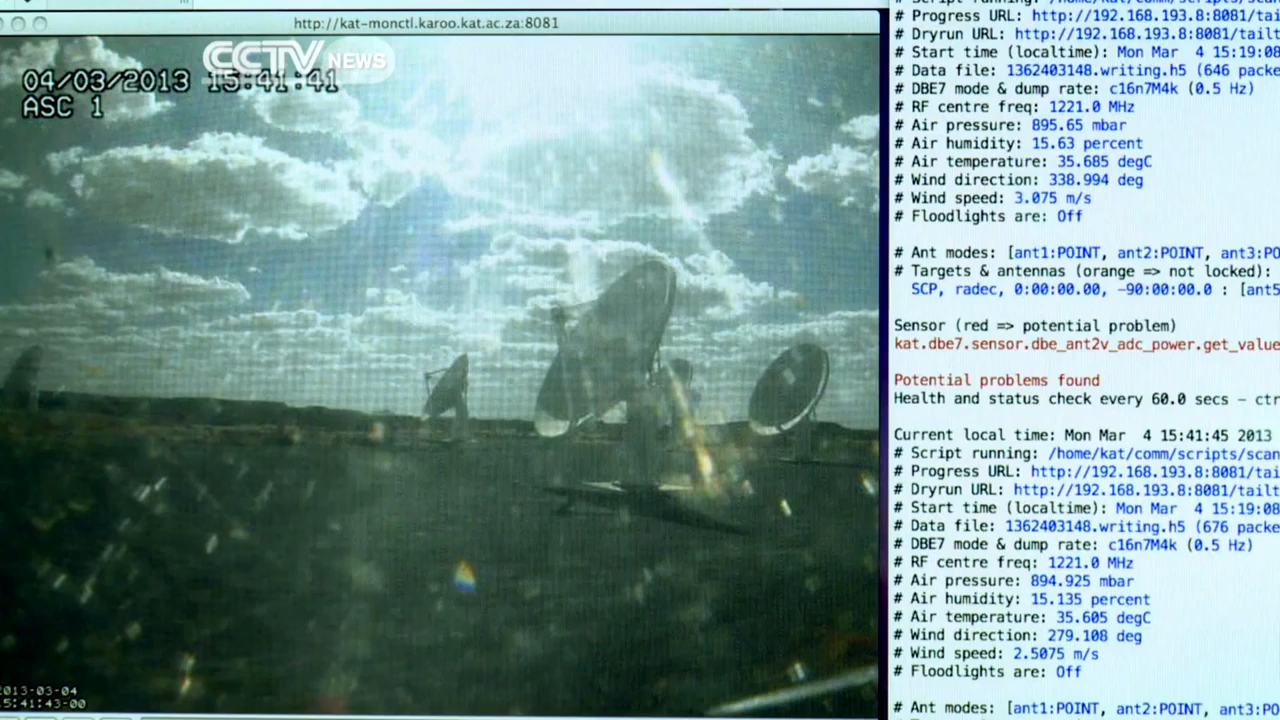 http://kat-monctl.karoo.kat.ac.za:8081
CCTV NEWS
04/03/2013 15:41:41
ASC 1
2013-03-04
15:41:43-00
# Progress URL: http://192.168.193.8:8081/tail
# Dryrun URL: http://192.168.193.8:8081/tailt
# Start time (localtime): Mon Mar 4 15:19:08
# Data file: 1362403148.writing.h5 (646 packe
# DBE7 mode & dump rate: c16n7M4k (0.5 Hz)
# RF centre freq: 1221.0 MHz
# Air pressure: 895.65 mbar
# Air humidity: 15.63 percent
# Air temperature: 35.685 degC
# Wind direction: 338.994 deg
# Wind speed: 3.075 m/s
# Floodlights are: Off
# Ant modes: [ant1:POINT, ant2:POINT, ant3:PO
# Targets & antennas (orange => not locked):
SCP, radec, 0:00:00.00, -90:00:00.0 : [ant5
Sensor (red => potential problem)
kat.dbe7.sensor.dbe_ant2v_adc_power.get_value
Potential problems found
Health and status check every 60.0 secs - ctr
Current local time: Mon Mar 4 15:41:45 2013
# Script running: /home/kat/comm/scripts/scan
# Progress URL: http://192.168.193.8:8081/tail
# Dryrun URL: http://192.168.193.8:8081/tailt
# Start time (localtime): Mon Mar 4 15:19:08
# Data file: 1362403148.writing.h5 (676 packe
# DBE7 mode & dump rate: c16n7M4k (0.5 Hz)
# RF centre freq: 1221.0 MHz
# Air pressure: 894.925 mbar
# Air humidity: 15.135 percent
# Air temperature: 35.605 degC
# Wind direction: 279.108 deg
# Wind speed: 2.5075 m/s
# Floodlights are: Off
# Ant modes: [ant1:POINT, ant2:POINT, ant3:PO